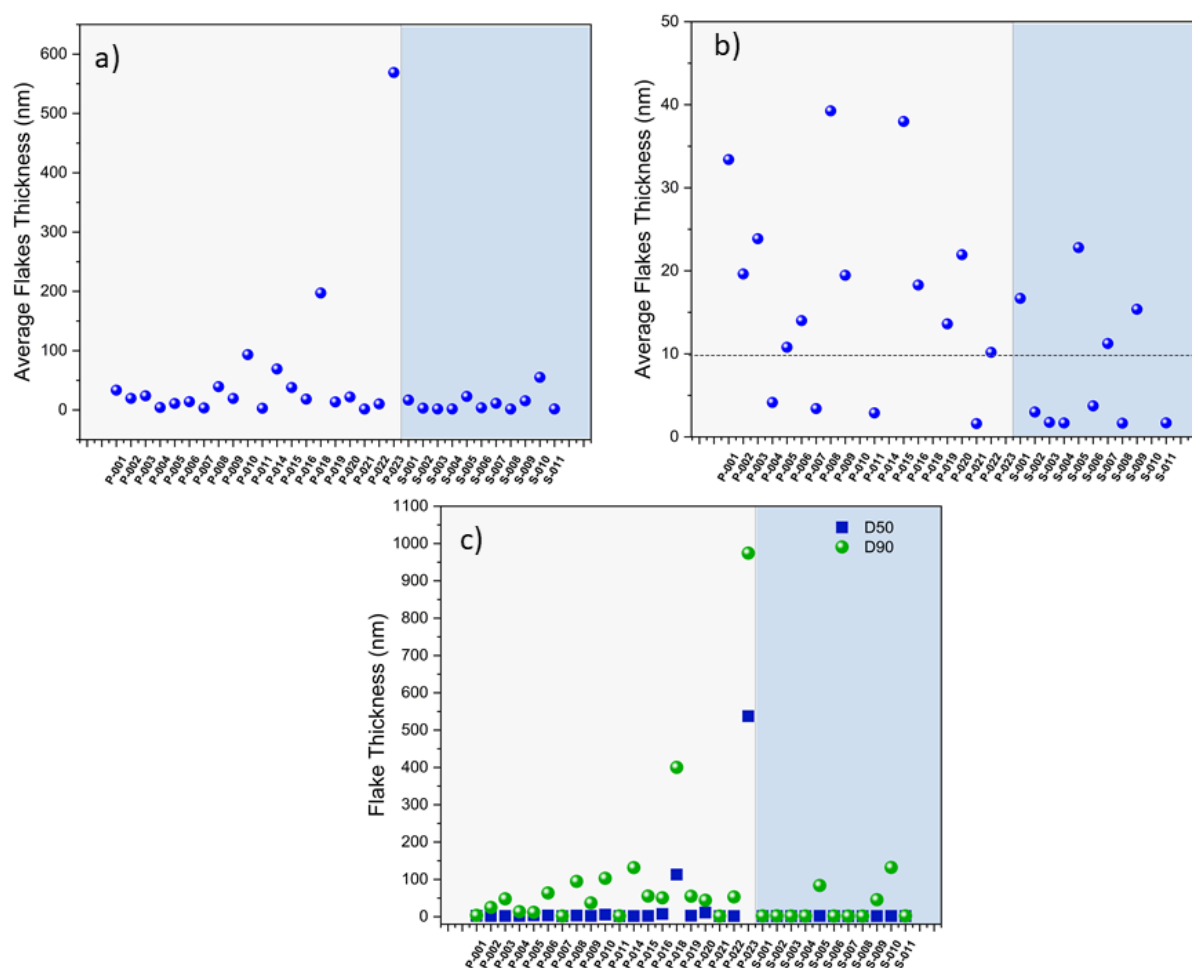 a)
Average Flakes Thickness (nm)
600
500
400
300
200
100
0
P-001
P-002
P-003
P-004
P-005
P-006
P-007
P-008
P-009
P-010
P-011
P-014
P-015
P-016
P-018
P-019
P-020
P-021
P-022
P-023
S-001
S-002
S-003
S-004
S-005
S-006
S-007
S-008
S-009
S-010
S-011
b)
Average Flakes Thickness (nm)
50
40
30
20
10
0
P-001
P-002
P-003
P-004
P-005
P-006
P-007
P-008
P-009
P-010
P-011
P-014
P-015
P-016
P-018
P-019
P-020
P-021
P-022
P-023
S-001
S-002
S-003
S-004
S-005
S-006
S-007
S-008
S-009
S-010
S-011
c)
D50
D90
Flake Thickness (nm)
1100
1000
900
800
700
600
500
400
300
200
100
0
P-001
P-002
P-003
P-004
P-005
P-006
P-007
P-008
P-009
P-010
P-011
P-014
P-015
P-016
P-018
P-019
P-020
P-021
P-022
P-023
S-001
S-002
S-003
S-004
S-005
S-006
S-007
S-008
S-009
S-010
S-011